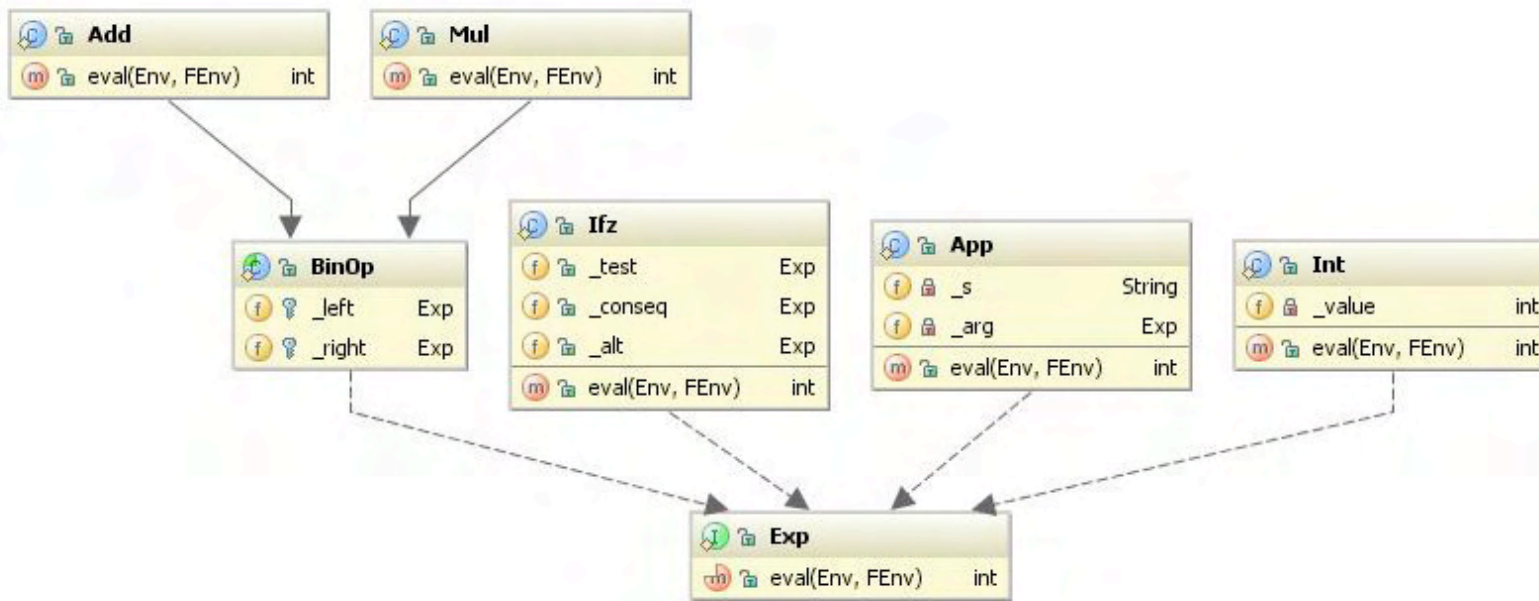 Add
eval(Env, FEnv) int
Mul
eval(Env, FEnv) int
BinOp
_left Exp
_right Exp
Ifz
_test Exp
_conseq Exp
_alt Exp
eval(Env, FEnv) int
App
_s String
_arg Exp
eval(Env, FEnv) int
Int
_value int
eval(Env, FEnv) int
Exp
eval(Env, FEnv) int